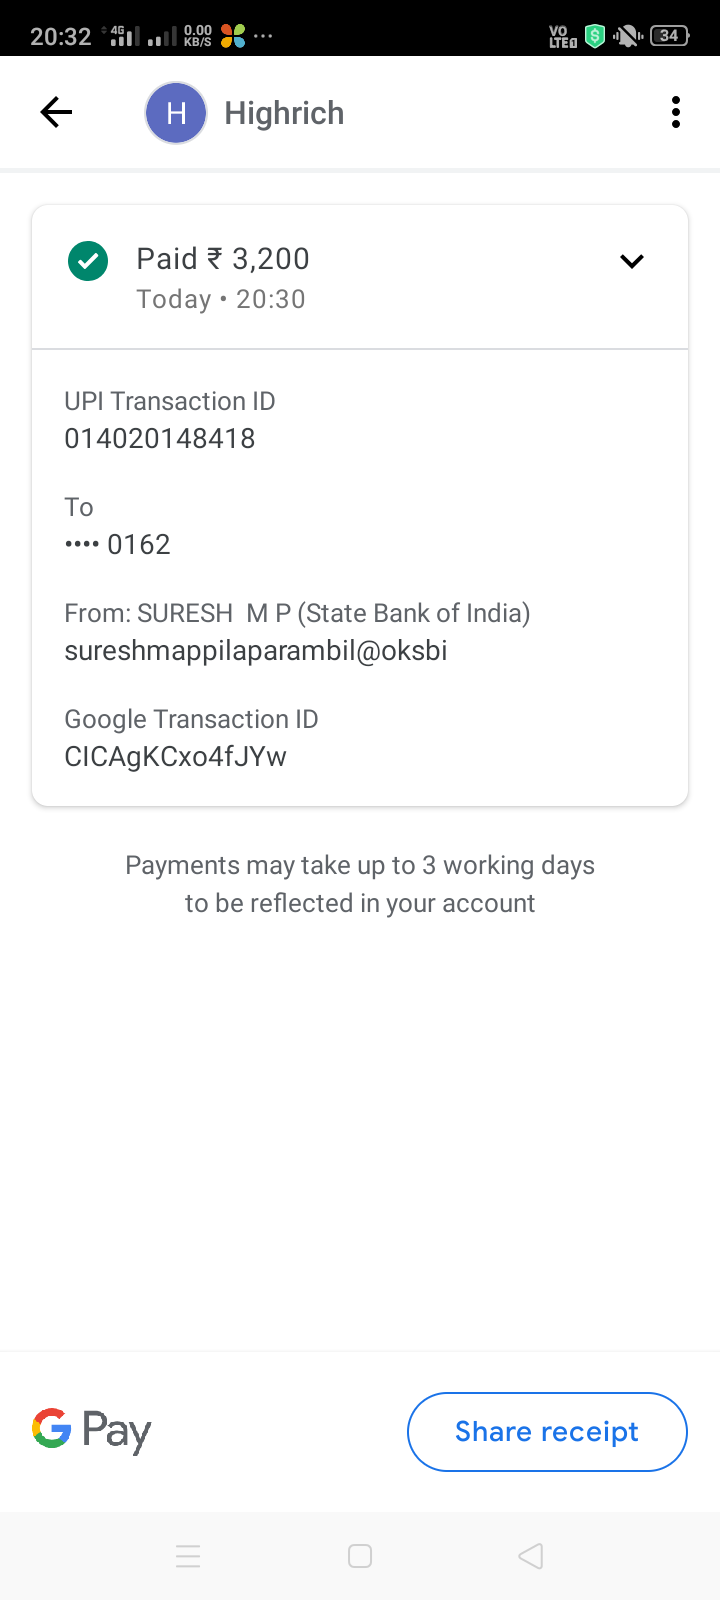 20:32 4G 0.00 KB/S ... VO LTE 34
H Highrich
Paid ₹ 3,200
Today • 20:30
UPI Transaction ID
014020148418
To
•••• 0162
From: SURESH  M P (State Bank of India)
sureshmappilaparambil@oksbi
Google Transaction ID
CICAgKCxo4fJYw
Payments may take up to 3 working days
to be reflected in your account
G Pay
Share receipt